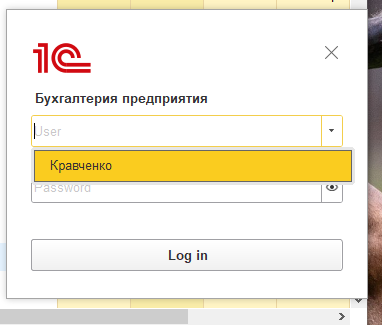 1С
Бухгалтерия предприятия
User
Кравченко
Password
Log in